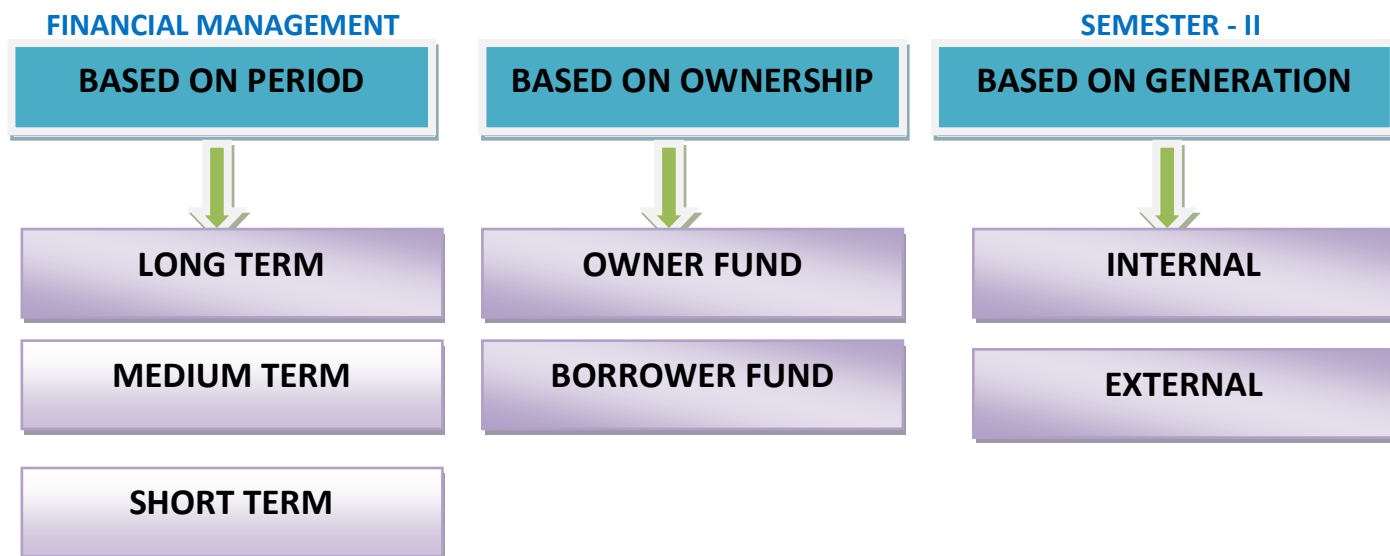 FINANCIAL MANAGEMENT SEMESTER - II
BASED ON PERIOD
BASED ON OWNERSHIP
BASED ON GENERATION
LONG TERM
OWNER FUND
INTERNAL
MEDIUM TERM
BORROWER FUND
EXTERNAL
SHORT TERM